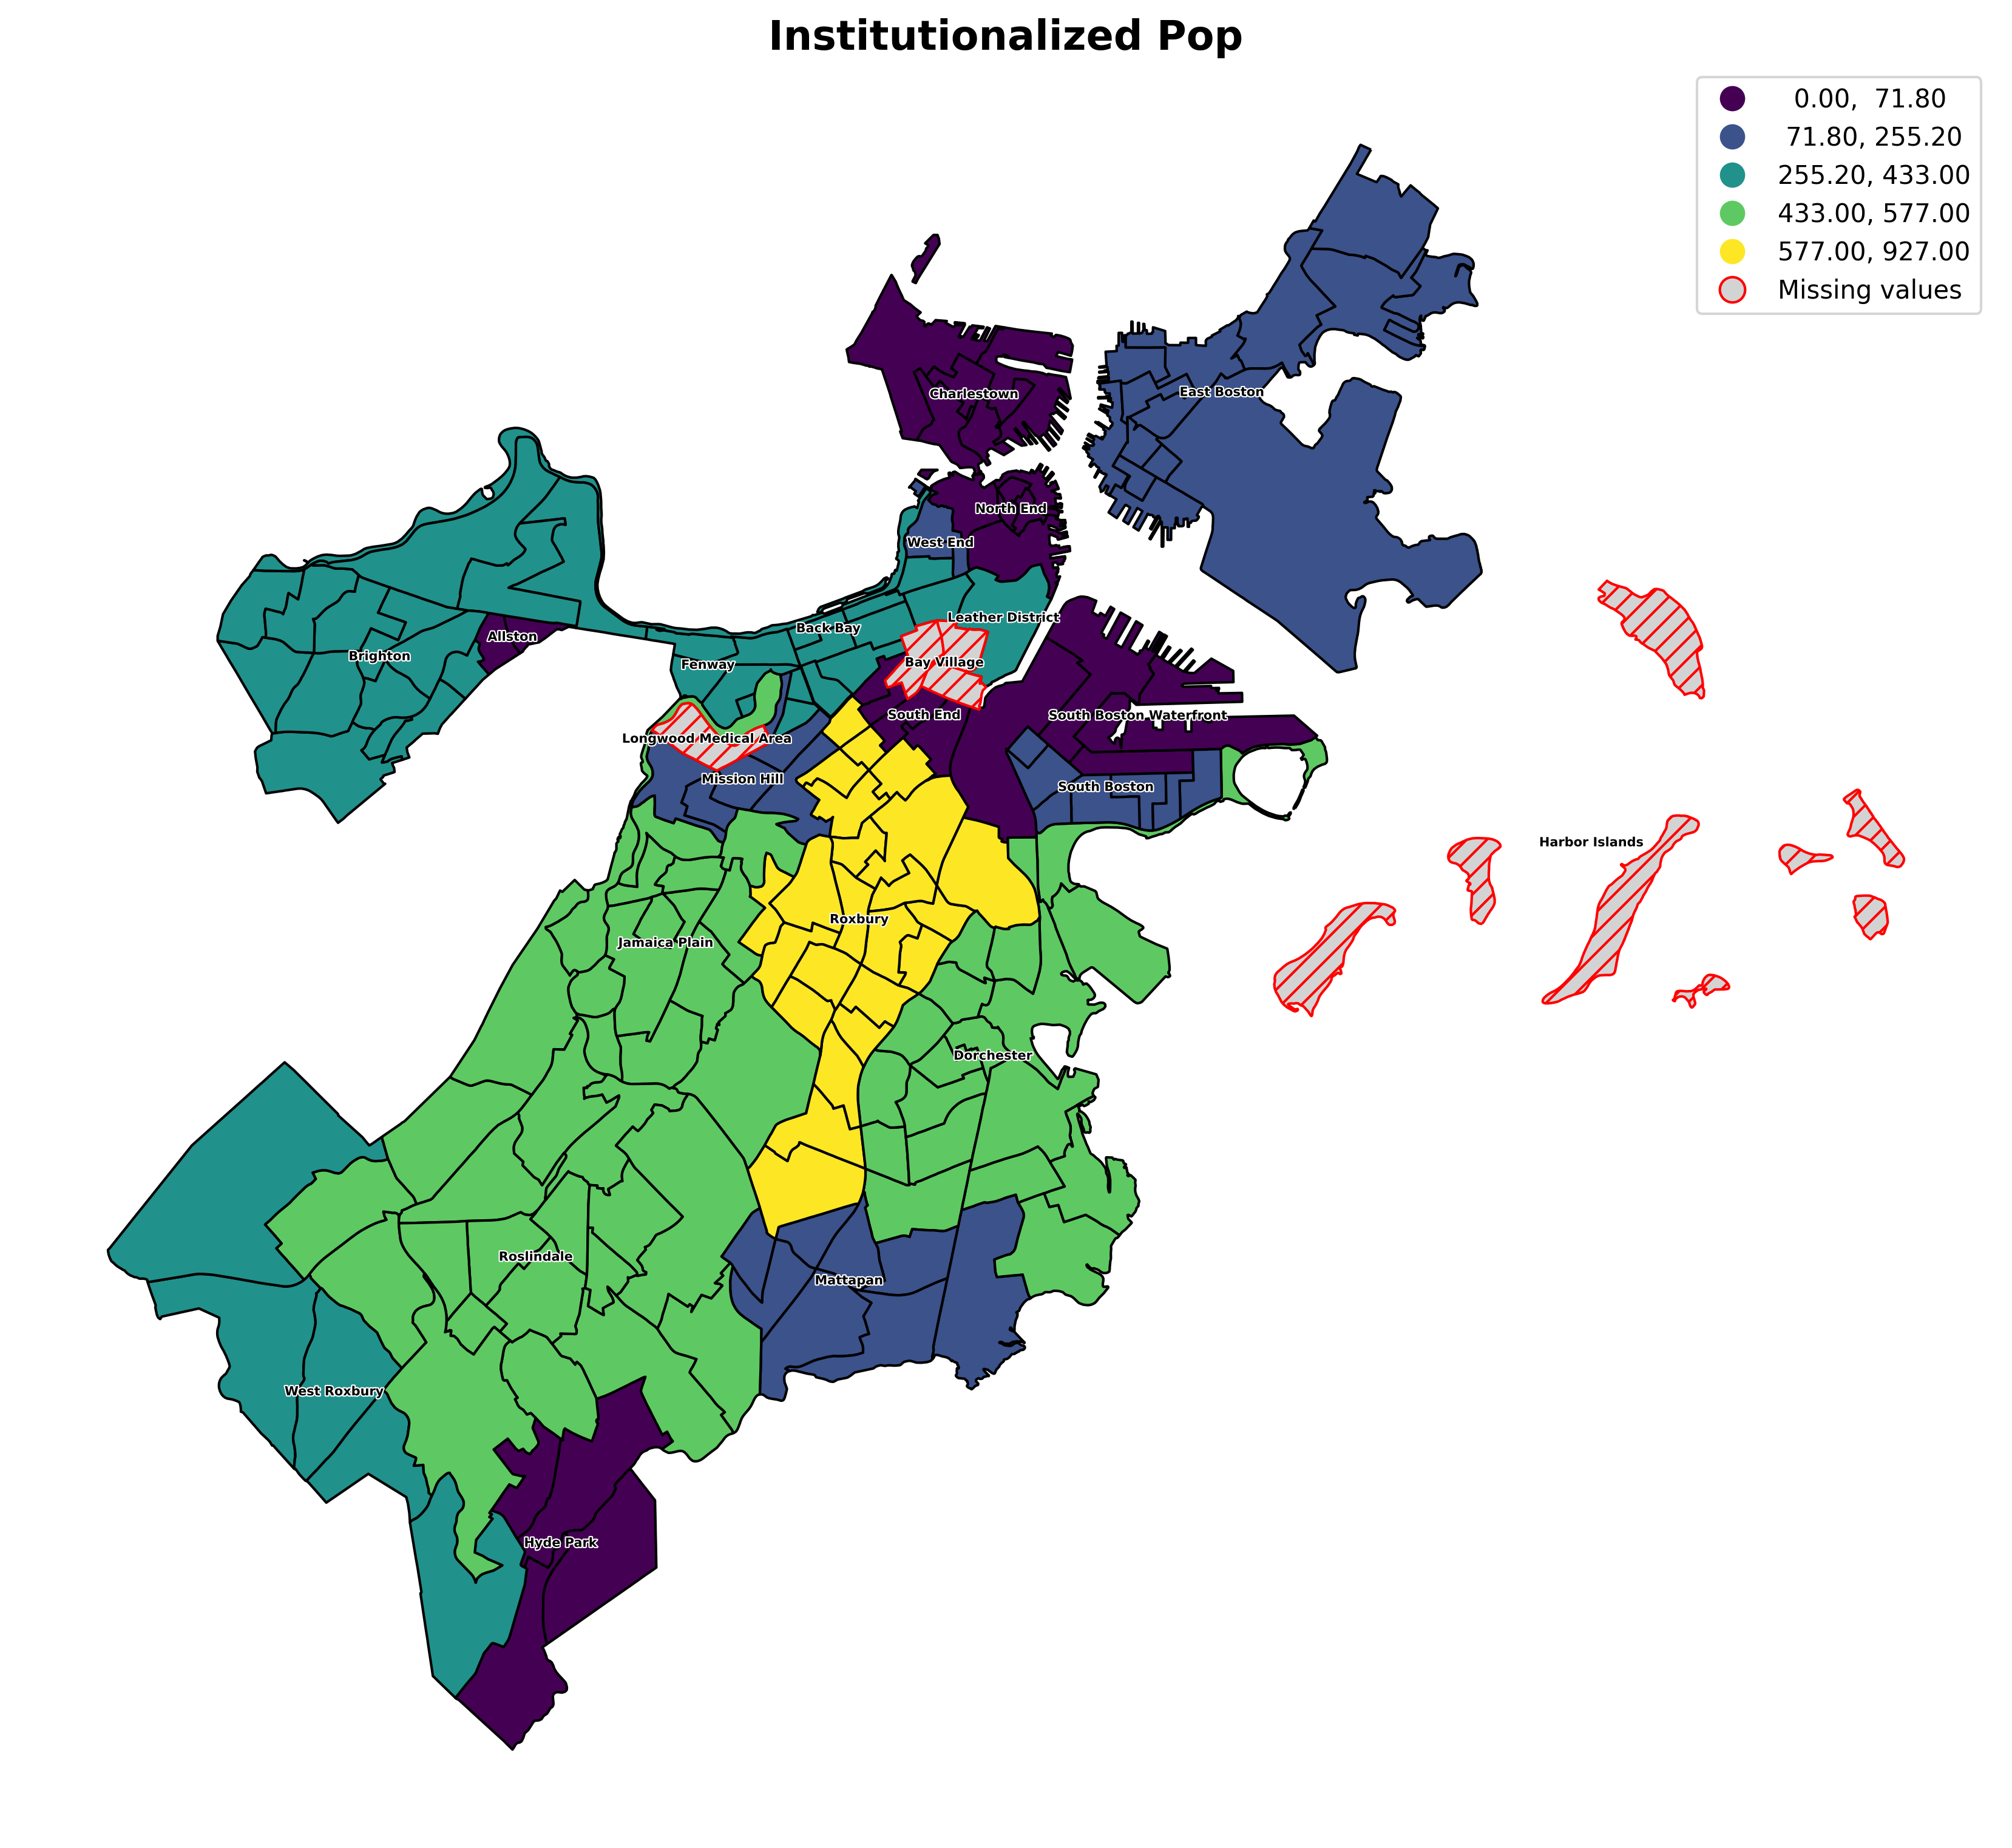 Institutionalized Pop
0.00, 71.80
71.80, 255.20
255.20, 433.00
433.00, 577.00
577.00, 927.00
Missing values
Charlestown
East Boston
North End
West End
Leather District
Back Bay
Allston
Brighton
Fenway
Bay Village
South End
South Boston Waterfront
Longwood Medical Area
Mission Hill
South Boston
Harbor Islands
Roxbury
Jamaica Plain
Dorchester
Roslindale
Mattapan
West Roxbury
Hyde Park